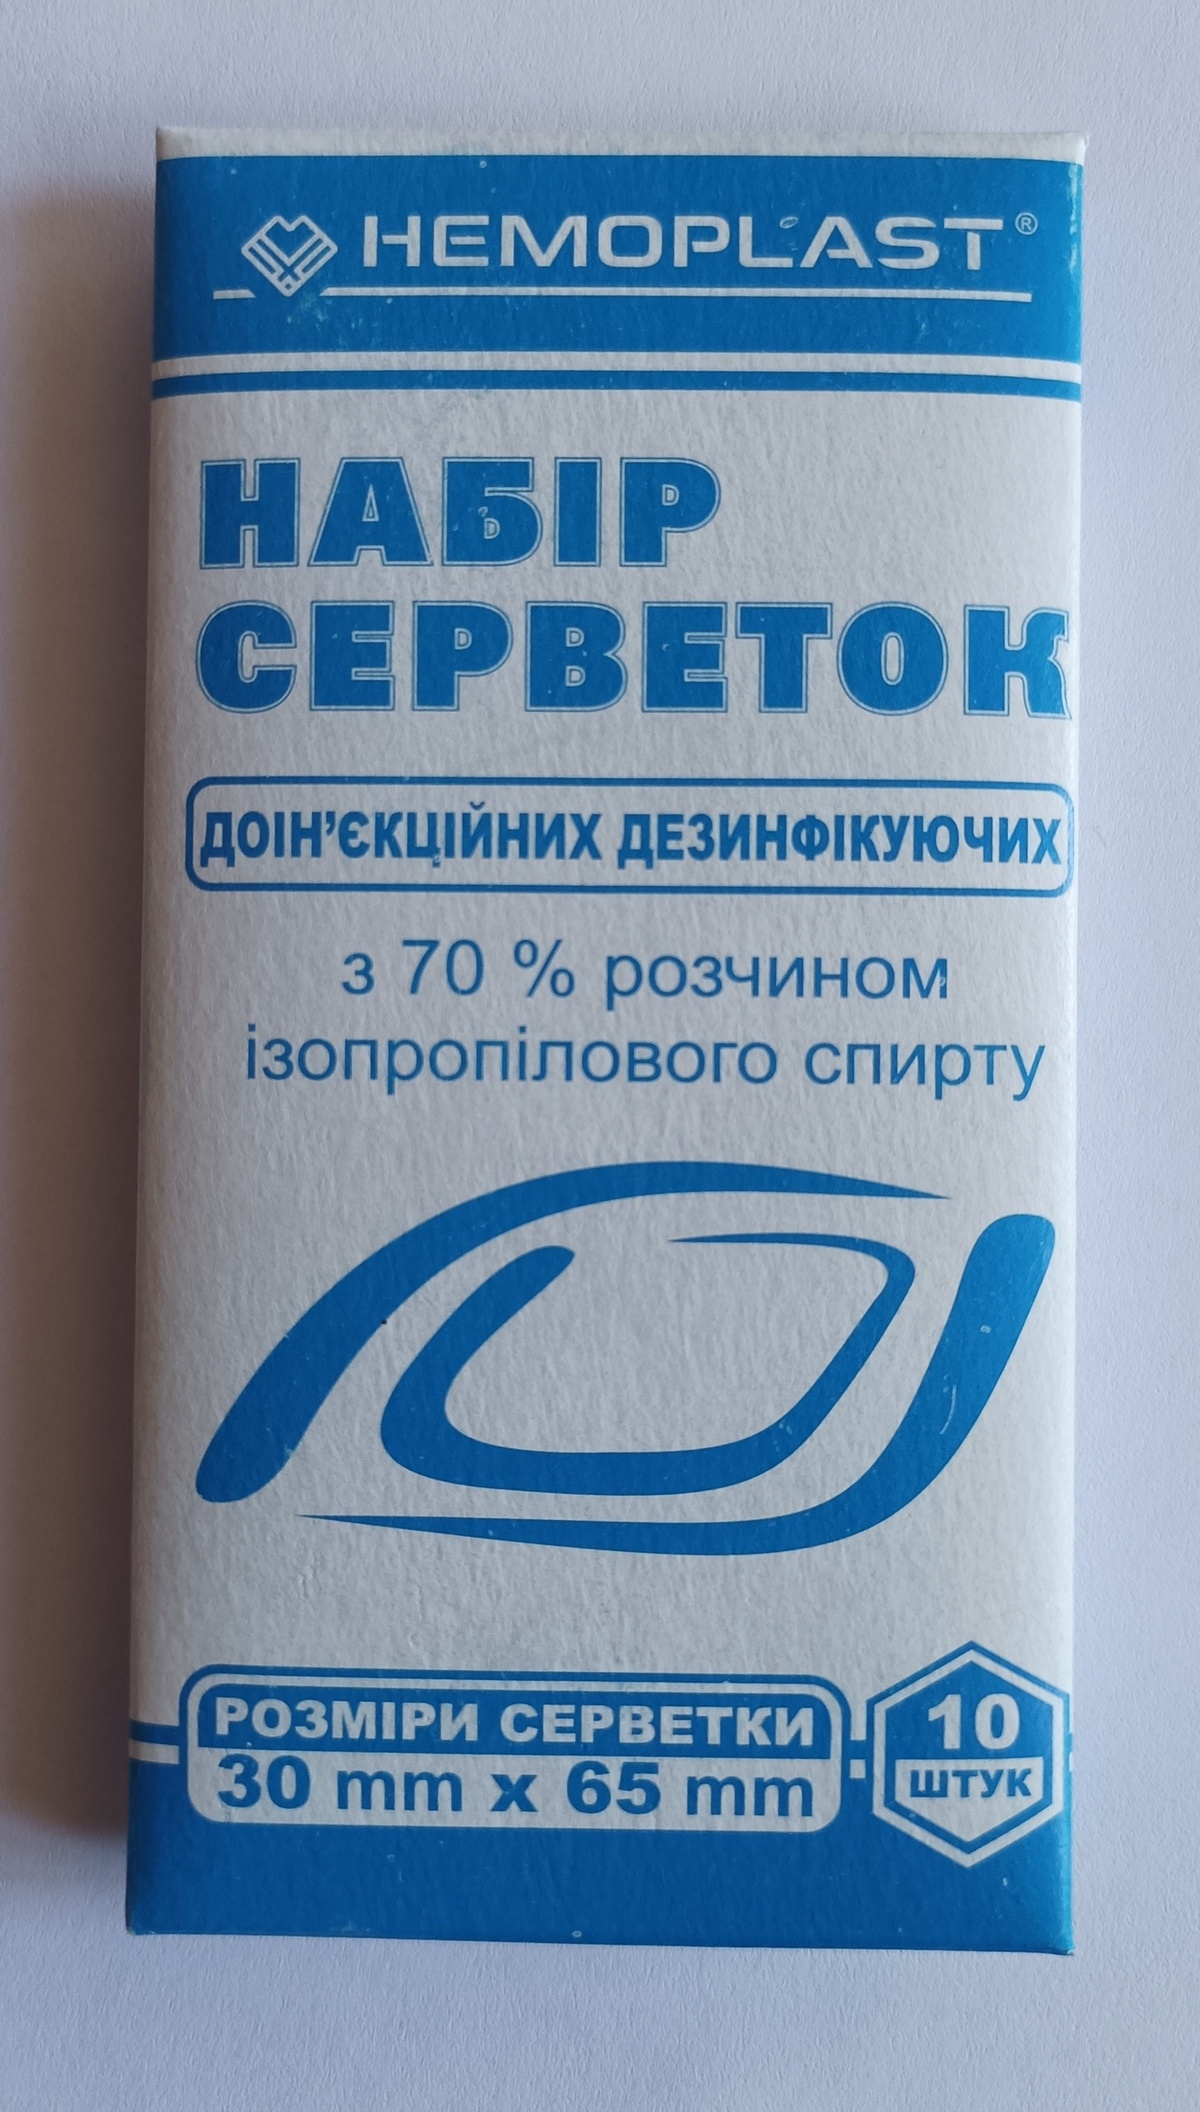 HEMOPLAST®
НАБІР
СЕРВЕТОК
ДОІН’ЄКЦІЙНИХ ДЕЗИНФІКУЮЧИХ
з 70 % розчином
ізопропілового спирту
РОЗМІРИ СЕРВЕТКИ
30 mm x 65 mm
10
ШТУК